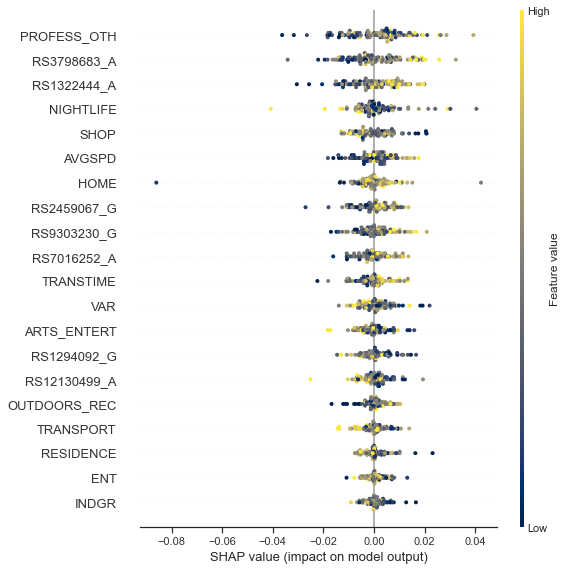 High
PROFESS_OTH
RS3798683_A
RS1322444_A
NIGHTLIFE
SHOP
AVGSPD
HOME
RS2459067_G
RS9303230_G
RS7016252_A
TRANSTIME
VAR
ARTS_ENTERT
RS1294092_G
RS12130499_A
OUTDOORS_REC
TRANSPORT
RESIDENCE
ENT
INDGR
Feature value
Low
−0.08 −0.06 −0.04 −0.02 0.00 0.02 0.04
SHAP value (impact on model output)